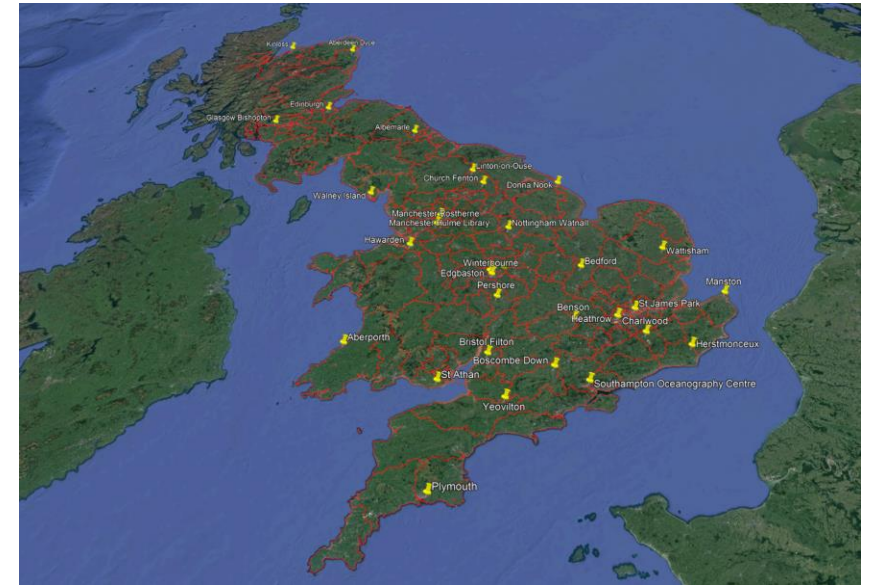 Kinloss
Aberdeen Dyce
Edinburgh
Glasgow Bishopton
Albemarle
Linton-on-Ouse
Church Fenton
Donna Nook
Walney Island
Manchester Rostherne
Manchester Hulme Library
Nottingham Watnall
Hawarden
Wattisham
Winterbourne
Bedford
Edgbaston
Pershore
Manston
Benson
St James Park
Heathrow
Charlwood
Aberporth
Bristol Filton
Herstmonceux
Boscombe Down
St Athan
Southampton Oceanography Centre
Yeovilton
Plymouth